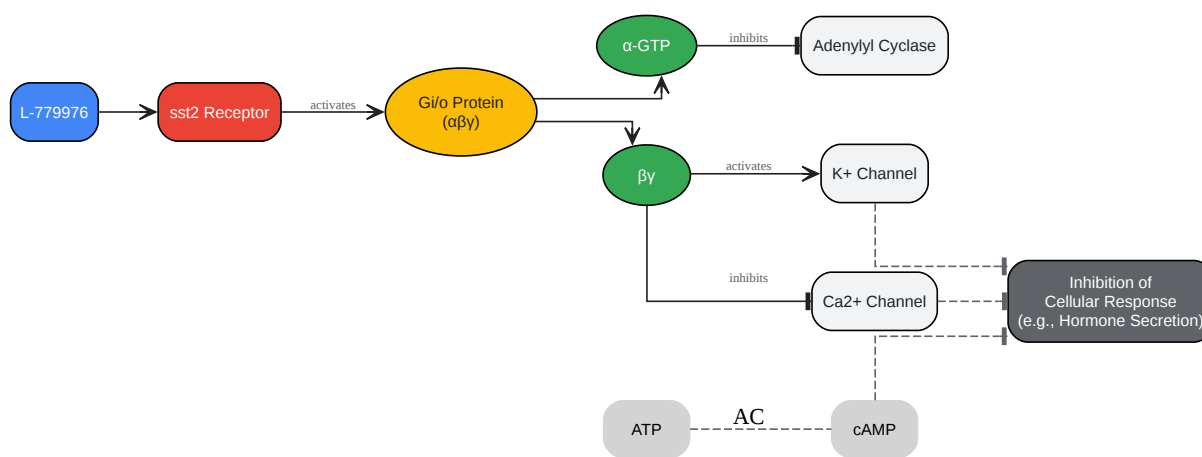 L-779976
sst2 Receptor
activates
Gi/o Protein
(αβγ)
α-GTP
inhibits
Adenylyl Cyclase
βγ
activates
K+ Channel
inhibits
Ca2+ Channel
Inhibition of
Cellular Response
(e.g., Hormone Secretion)
ATP
AC
cAMP